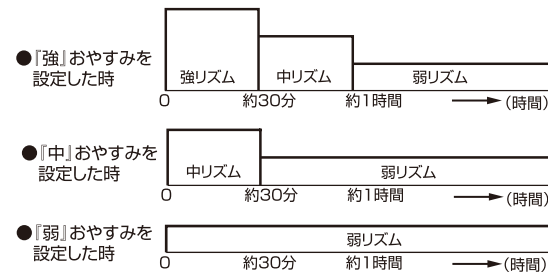 ●『強』おやすみを
設定した時
強リズム 中リズム 弱リズム
0 約30分 約1時間 (時間)
●『中』おやすみを
設定した時
中リズム 弱リズム
0 約30分 約1時間 (時間)
●『弱』おやすみを
設定した時
弱リズム
0 約30分 約1時間 (時間)